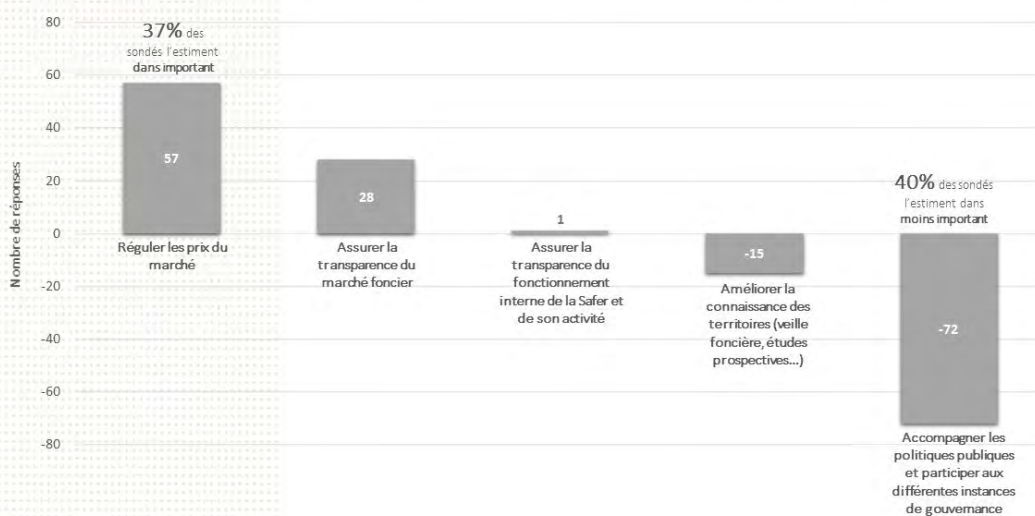 80
37% des
sondés l'estiment
dans important
60
40
57
Nombre de réponses
20
28
40% des sondés
l'estiment dans
moins important
1
0
Réguler les prix du
marché
Assurer la
transparence du
marché foncier
Assurer la
transparence du
fonctionnement
interne de la Safer et
de son activité
-15
-20
Améliorer la
connaissance des
territoires (veille
foncière, études
prospectives...)
-40
-72
-60
-80
Accompagner les
politiques publiques
et participer aux
différentes instances
de gouvernance